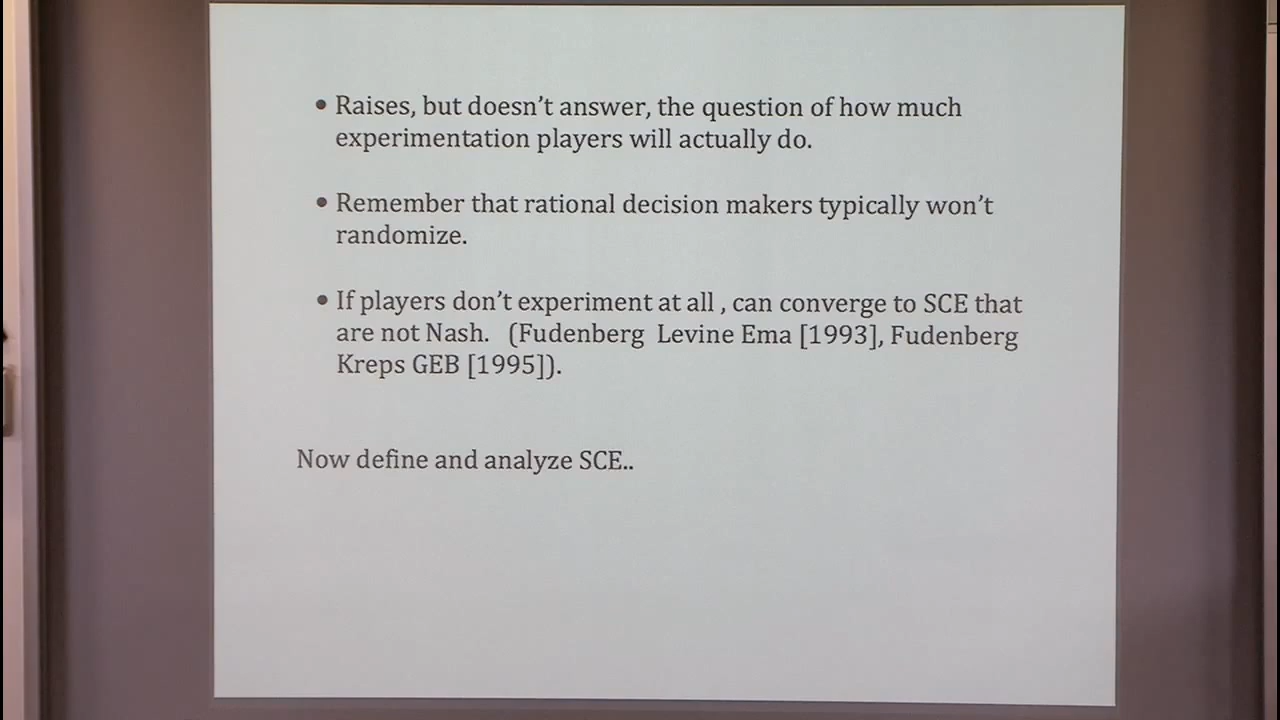 • Raises, but doesn't answer, the question of how much
experimentation players will actually do.
• Remember that rational decision makers typically won't
randomize.
• If players don't experiment at all , can converge to SCE that
are not Nash. (Fudenberg Levine Ema [1993], Fudenberg
Kreps GEB [1995]).
Now define and analyze SCE..